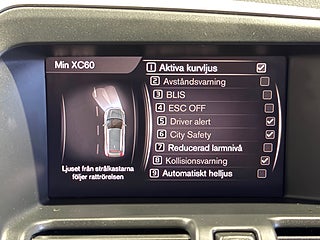 Min XC60
1 Aktiva kurvljus
2 Avståndsvarning
3 BLIS
4 ESC OFF
5 Driver alert
6 City Safety
7 Reducerad larmnivå
8 Kollisionsvarning
9 Automatiskt helljus
Ljuset från strålkastarna
följer rattrörelsen